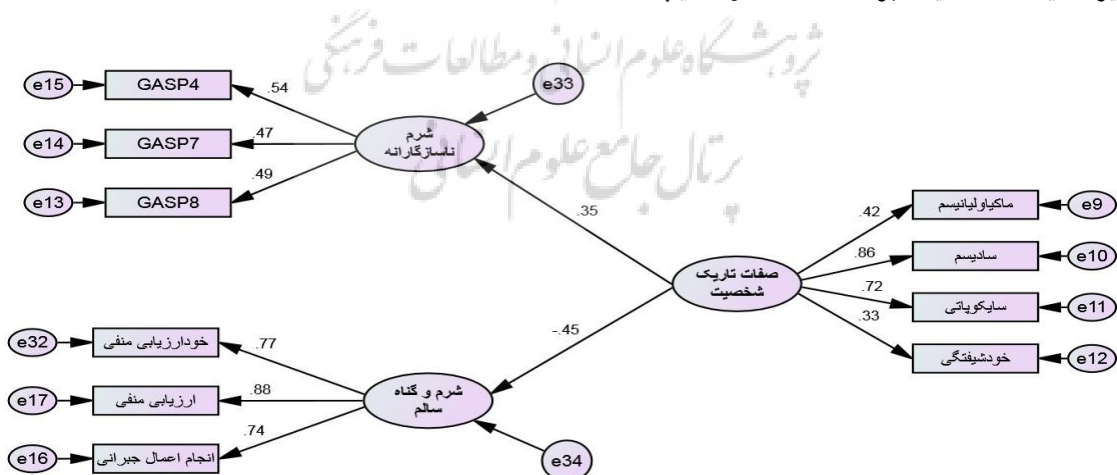 پژوهشگاه علوم انسانی و مطالعات فرهنگی
پرتال جامع علوم انسانی
e15
GASP4
.54
e14
GASP7
.47
e13
GASP8
.49
شرم
ناسازگارانه
e33
.35
صفات تاریک
شخصیت
.42
ماکیاولیانیسم
e9
.86
سادیسم
e10
.72
سایکوپاتی
e11
.33
خودشیفتگی
e12
-.45
e32
خودارزیابی منفی
.77
e17
ارزیابی منفی
.88
e16
انجام اعمال جبرانی
.74
شرم و گناه
سالم
e34